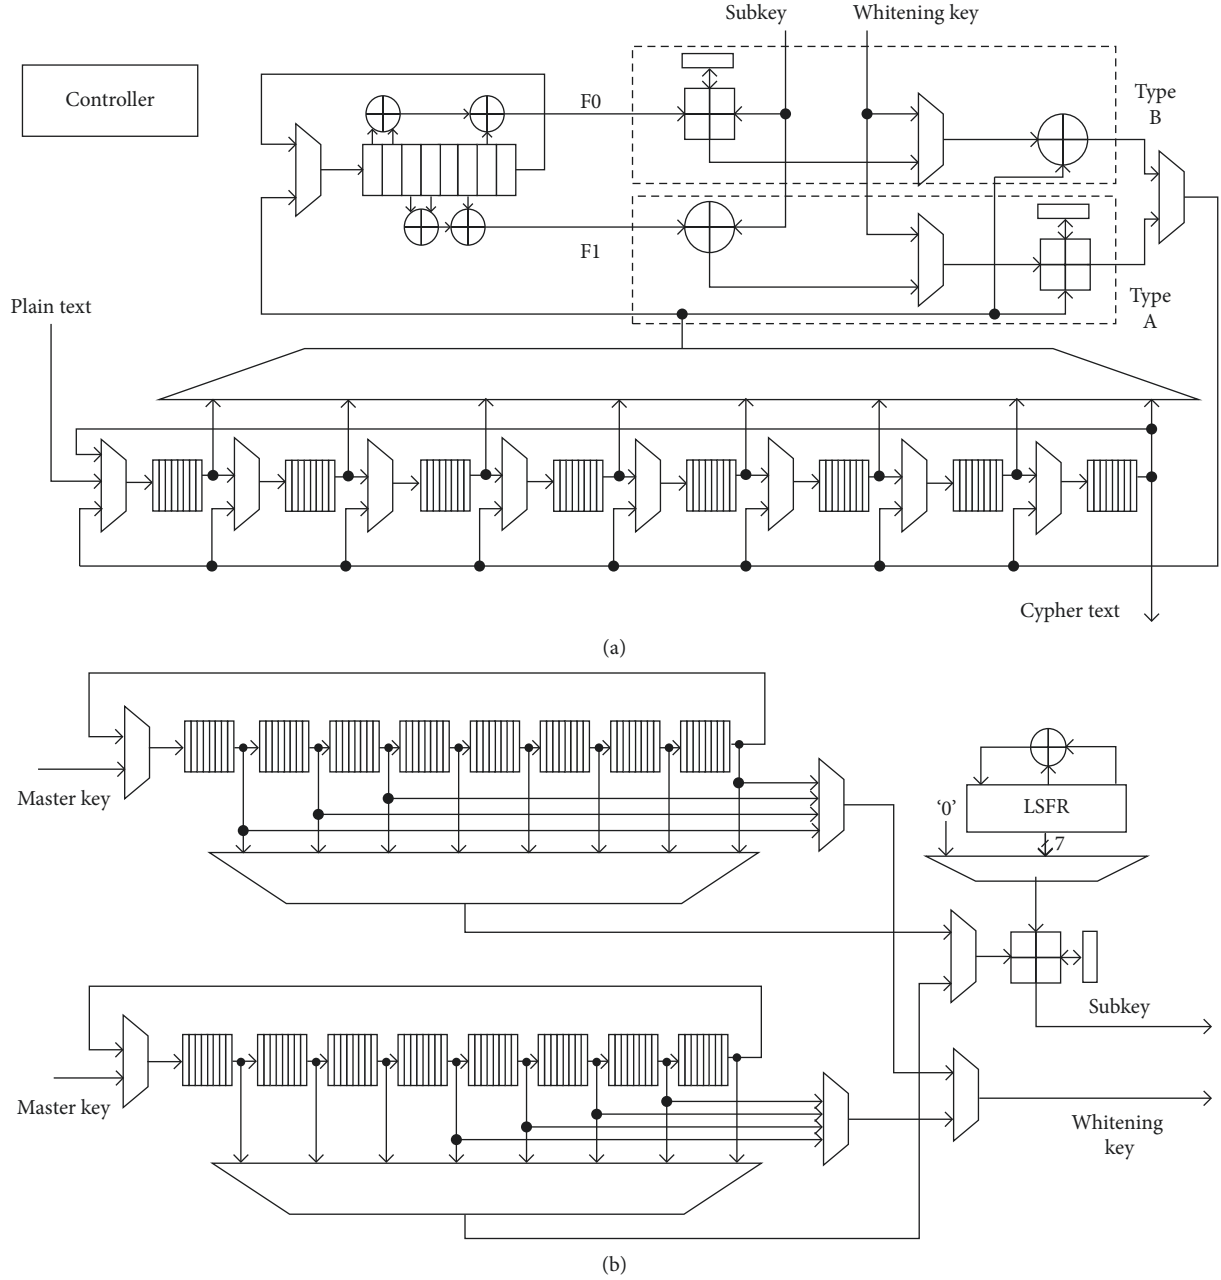 Subkey
Whitening key
Controller
F0
Type
B
F1
Plain text
Type
A
Cypher text
(a)
Master key
LSFR
'0'
7
Subkey
Master key
Whitening
key
(b)